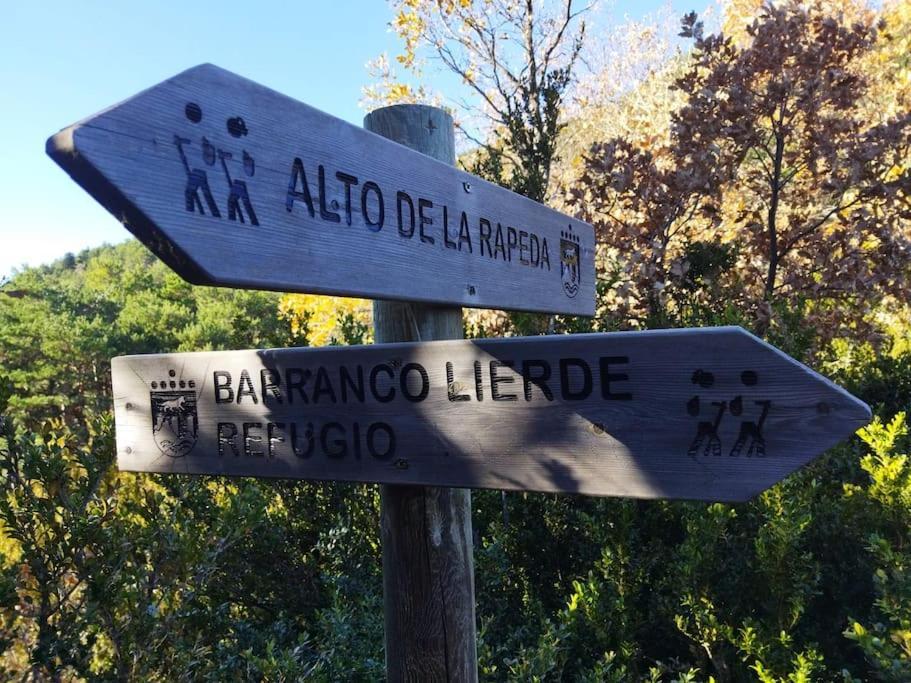 ALTO DE LA RAPEDA
BARRANCO LIERDE
REFUGIO